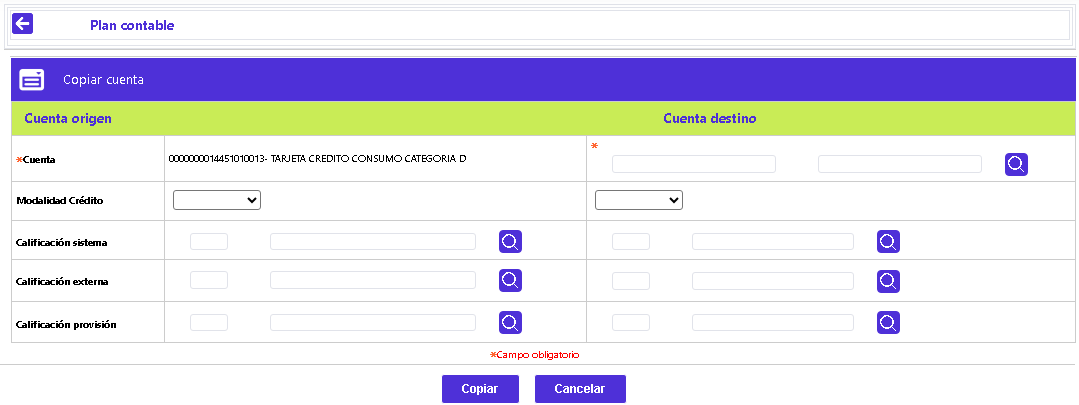 Plan contable
Copiar cuenta
Cuenta origen Cuenta destino
*Cuenta 0000000014451010013- TARJETA CREDITO CONSUMO CATEGORIA D *
Modalidad Crédito
Calificación sistema
Calificación externa
Calificación provisión
*Campo obligatorio
Copiar Cancelar